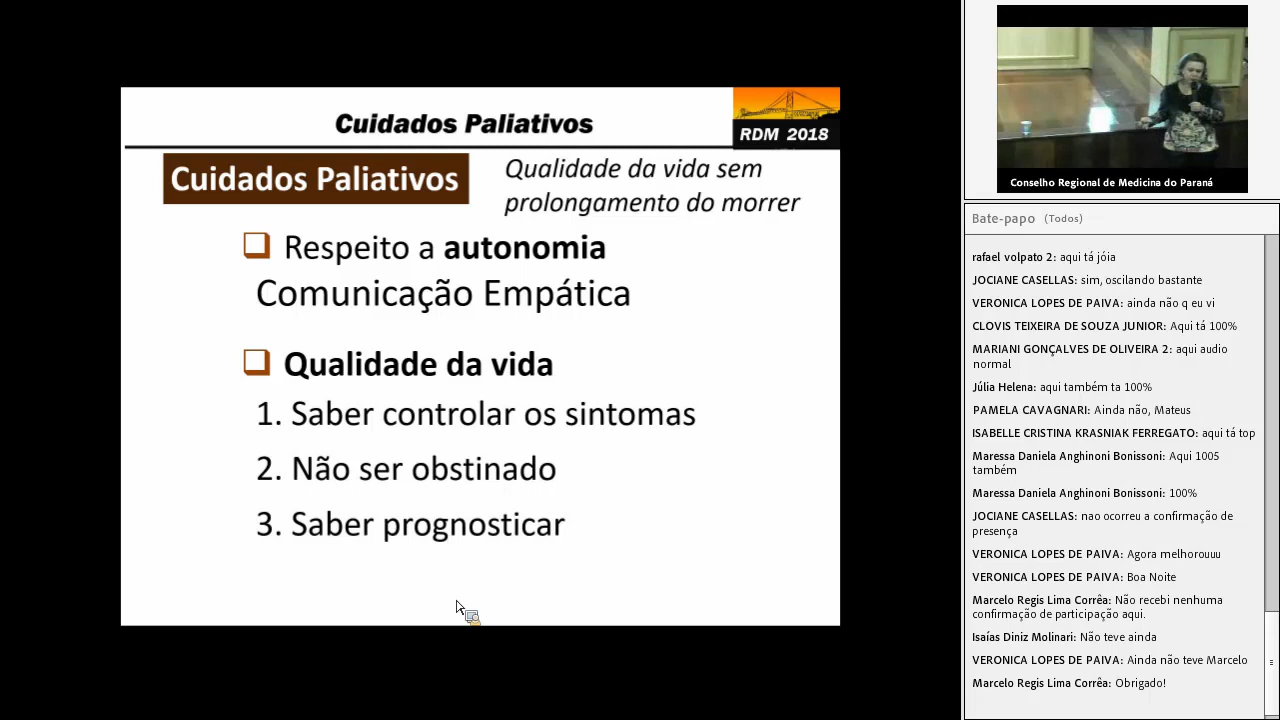 Cuidados Paliativos
RDM 2018
Cuidados Paliativos
Qualidade da vida sem
prolongamento do morrer
Respeito a autonomia
Comunicação Empática
Qualidade da vida
1. Saber controlar os sintomas
2. Não ser obstinado
3. Saber prognosticar
Conselho Regional de Medicina do Paraná
Bate-papo (Todos)
rafael volpato 2: aqui tá jóia
JOCIANE CASELLAS: sim, oscilando bastante
VERONICA LOPES DE PAIVA: ainda não q eu vi
CLOVIS TEIXEIRA DE SOUZA JUNIOR: Aqui tá 100%
MARIANI GONÇALVES DE OLIVEIRA 2: aqui audio
normal
Júlia Helena: aqui também ta 100%
PAMELA CAVAGNARI: Ainda não, Mateus
ISABELLE CRISTINA KRASNIAK FERREGATO: aqui tá top
Maressa Daniela Anghinoni Bonissoni: Aqui 1005
também
Maressa Daniela Anghinoni Bonissoni: 100%
JOCIANE CASELLAS: nao ocorreu a confirmação de
presença
VERONICA LOPES DE PAIVA: Agora melhorouuu
VERONICA LOPES DE PAIVA: Boa Noite
Marcelo Regis Lima Corrêa: Não recebi nenhuma
confirmação de participação aqui.
Isaías Diniz Molinari: Não teve ainda
VERONICA LOPES DE PAIVA: Ainda não teve Marcelo
Marcelo Regis Lima Corrêa: Obrigado!